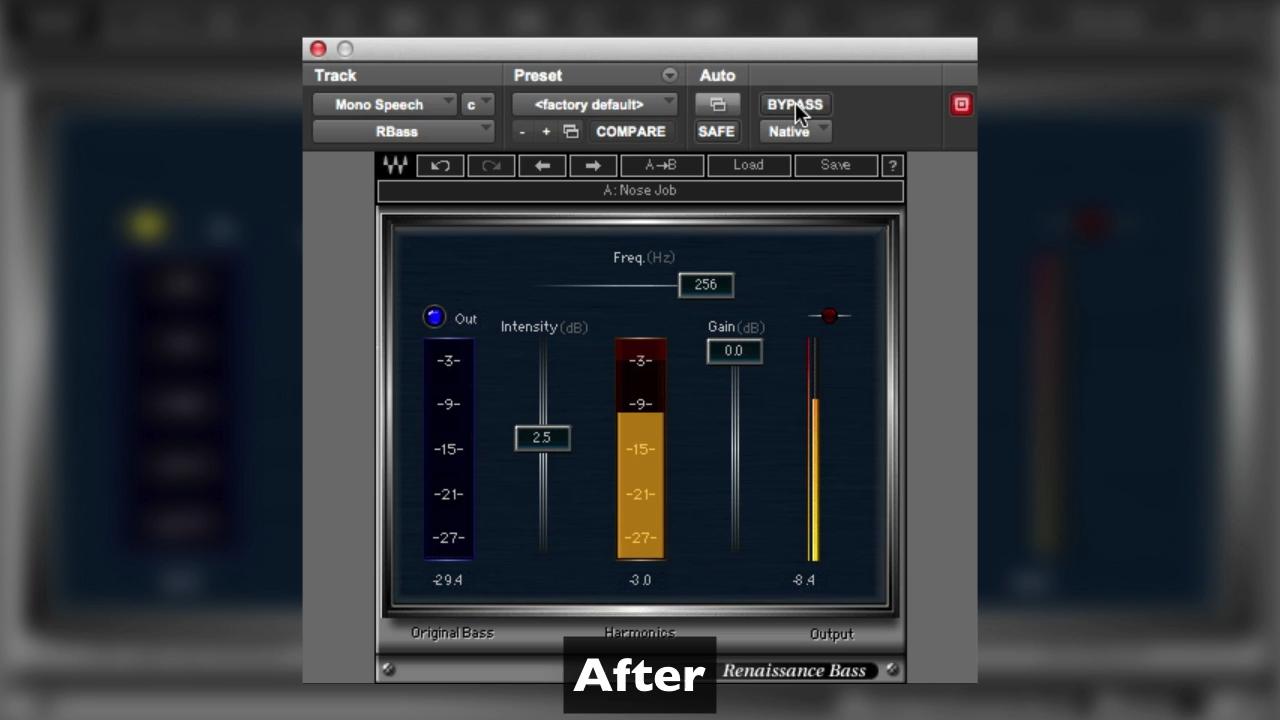 Track
Preset
Auto
Mono Speech
c
<factory default>
BYPASS
RBass
- + COMPARE
SAFE
Native
A→B
Load
Save
?
A: Nose Job
Freq.(Hz)
256
Out
Intensity(dB)
Gain(dB)
-3-
-9-
-15-
-21-
-27-
2.5
-3-
-9-
-15-
-21-
-27-
0.0
-29.4
-3.0
-8.4
Original Bass
Harmonics
Output
After
Renaissance Bass